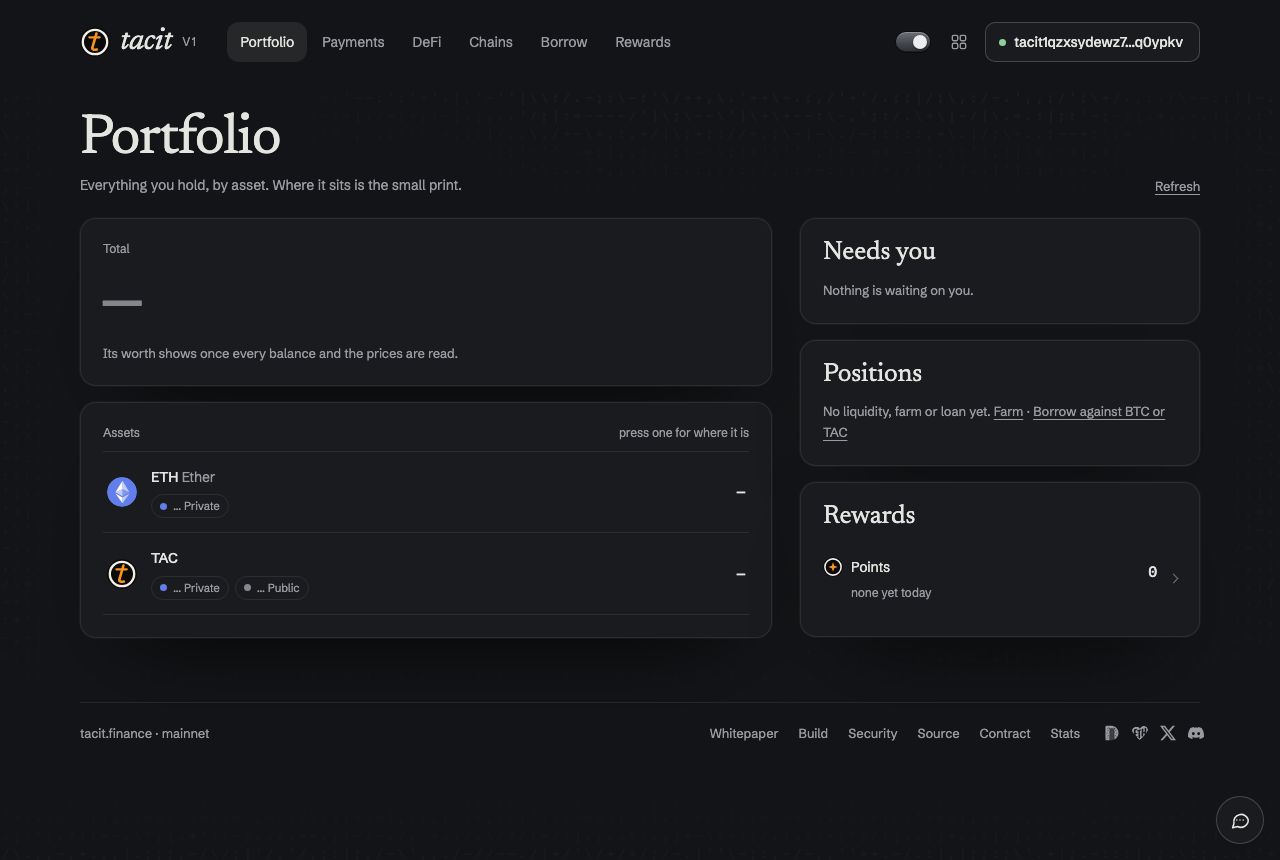 tacit V1
Portfolio
Payments
DeFi
Chains
Borrow
Rewards
tacit1qzxsydewz7…q0ypkv
Portfolio
Everything you hold, by asset. Where it sits is the small print.
Refresh
Total
Its worth shows once every balance and the prices are read.
Assets
press one for where it is
ETH Ether
… Private
–
TAC
… Private
… Public
–
Needs you
Nothing is waiting on you.
Positions
No liquidity, farm or loan yet. Farm · Borrow against BTC or
TAC
Rewards
Points
0
none yet today
tacit.finance · mainnet
Whitepaper
Build
Security
Source
Contract
Stats